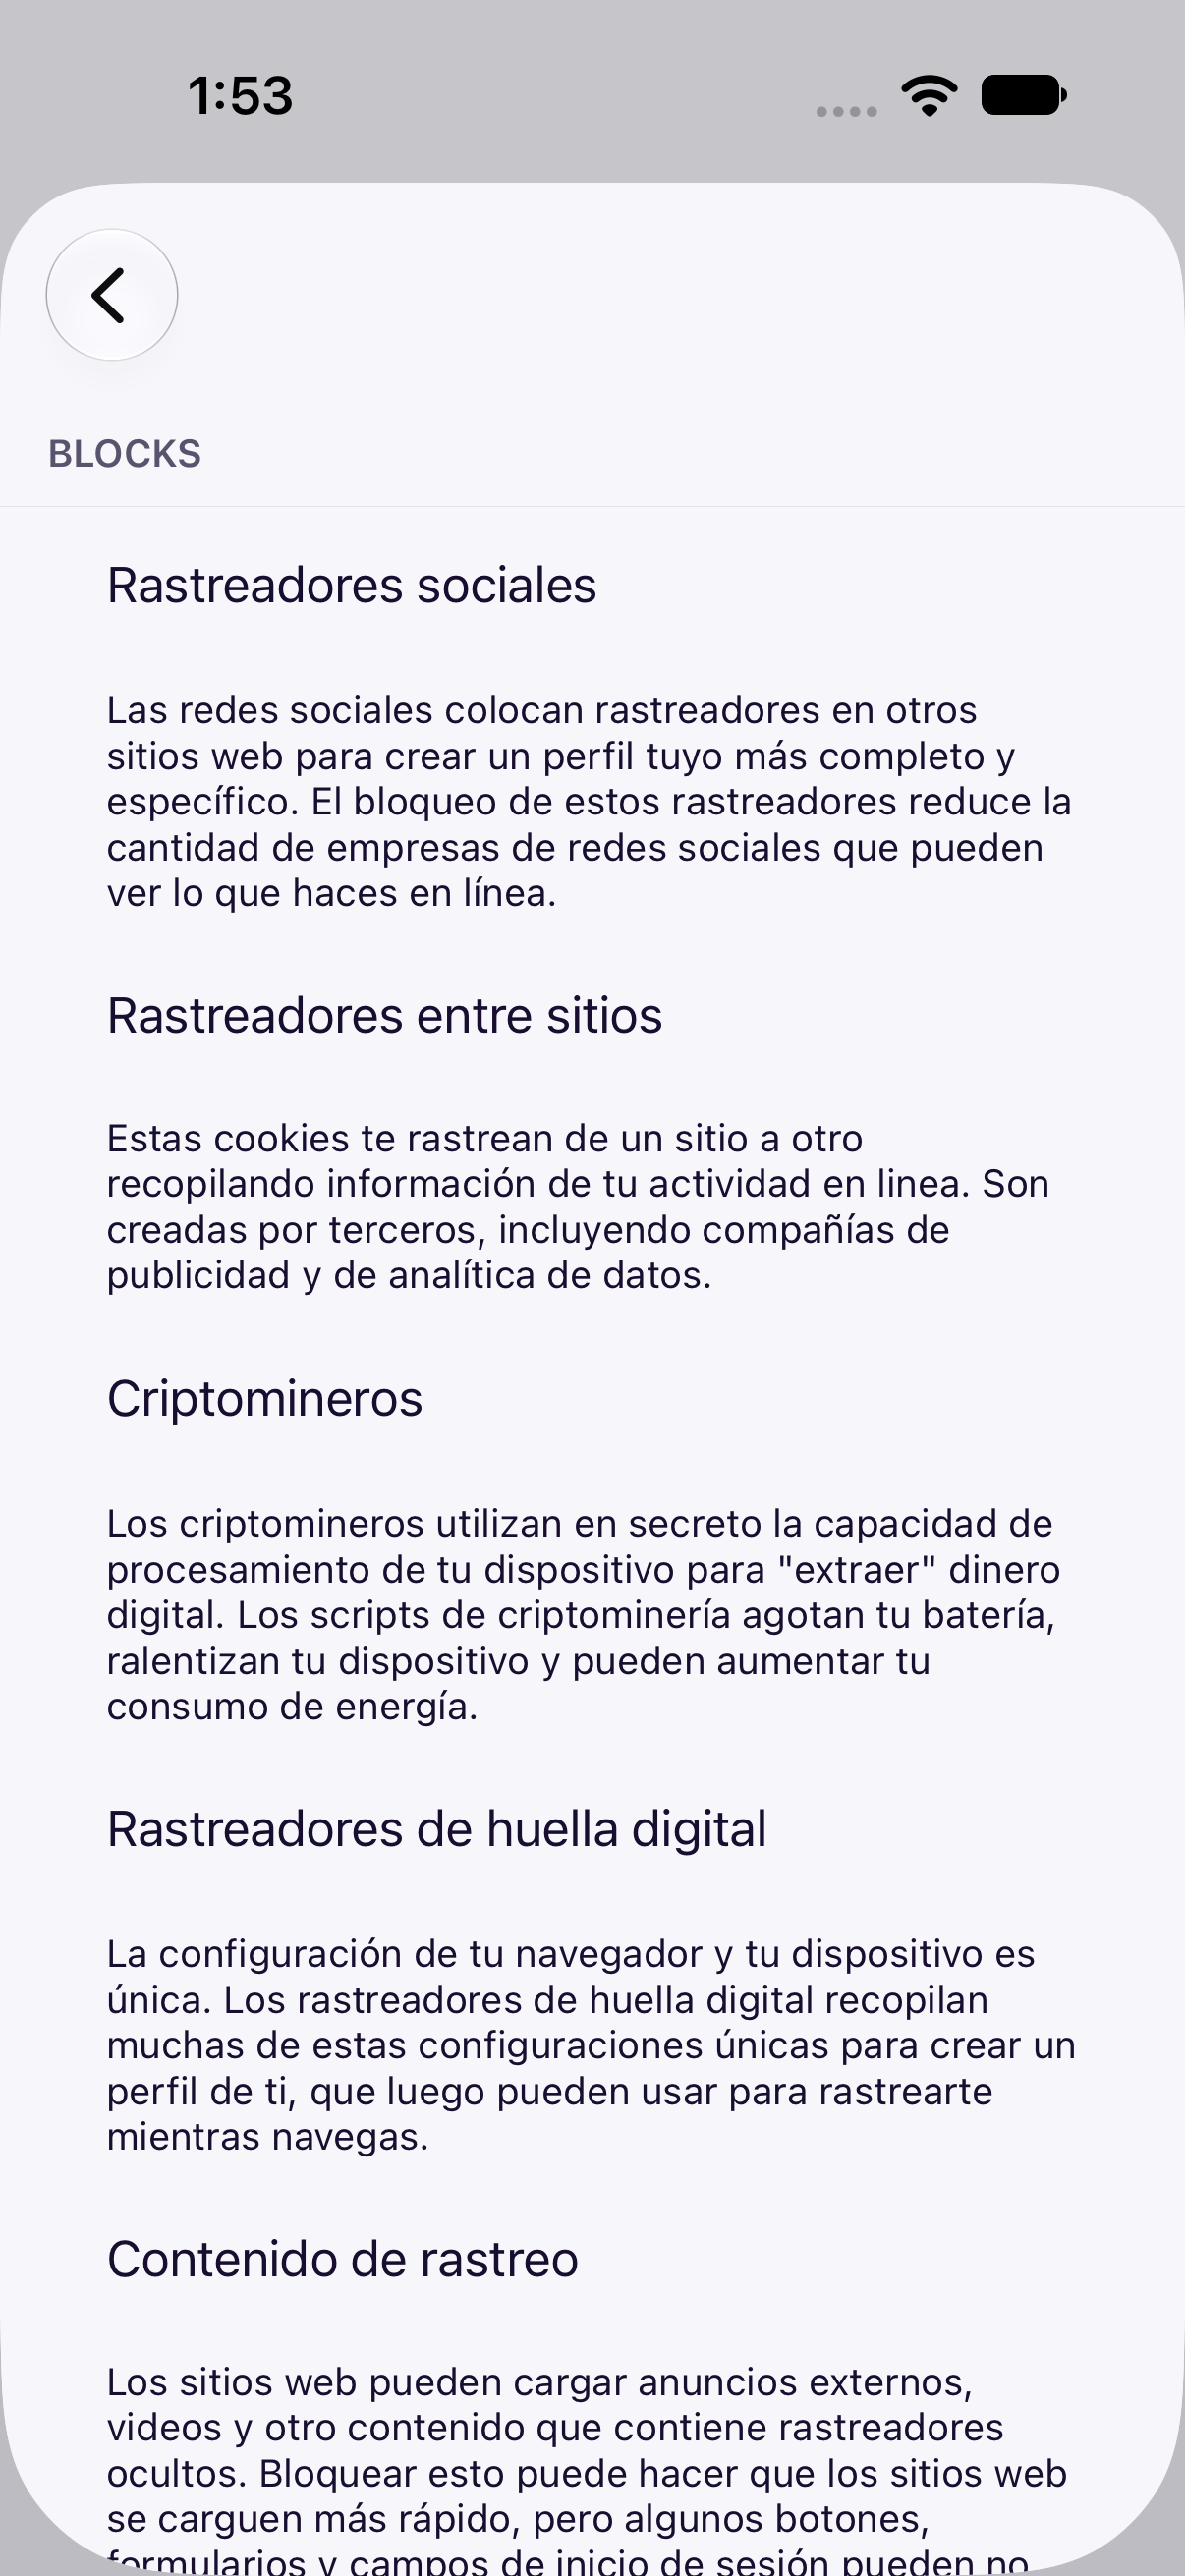 1:53
BLOCKS
Rastreadores sociales
Las redes sociales colocan rastreadores en otros
sitios web para crear un perfil tuyo más completo y
específico. El bloqueo de estos rastreadores reduce la
cantidad de empresas de redes sociales que pueden
ver lo que haces en línea.
Rastreadores entre sitios
Estas cookies te rastrean de un sitio a otro
recopilando información de tu actividad en linea. Son
creadas por terceros, incluyendo compañías de
publicidad y de analítica de datos.
Criptomineros
Los criptomineros utilizan en secreto la capacidad de
procesamiento de tu dispositivo para "extraer" dinero
digital. Los scripts de criptominería agotan tu batería,
ralentizan tu dispositivo y pueden aumentar tu
consumo de energía.
Rastreadores de huella digital
La configuración de tu navegador y tu dispositivo es
única. Los rastreadores de huella digital recopilan
muchas de estas configuraciones únicas para crear un
perfil de ti, que luego pueden usar para rastrearte
mientras navegas.
Contenido de rastreo
Los sitios web pueden cargar anuncios externos,
videos y otro contenido que contiene rastreadores
ocultos. Bloquear esto puede hacer que los sitios web
se carguen más rápido, pero algunos botones,
formularios y campos de inicio de sesión pueden no